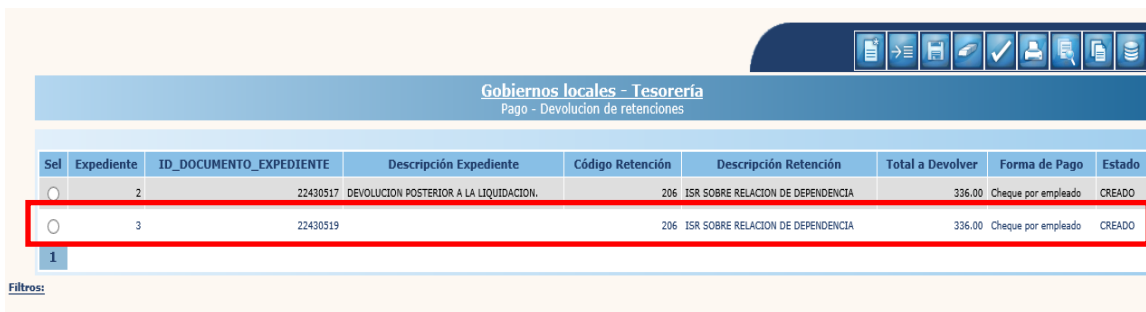 Gobiernos locales - Tesorería
Pago - Devolucion de retenciones
Sel Expediente ID_DOCUMENTO_EXPEDIENTE Descripción Expediente Código Retención Descripción Retención Total a Devolver Forma de Pago Estado
2 22430517 DEVOLUCION POSTERIOR A LA LIQUIDACION. 206 ISR SOBRE RELACION DE DEPENDENCIA 336.00 Cheque por empleado CREADO
3 22430519 206 ISR SOBRE RELACION DE DEPENDENCIA 336.00 Cheque por empleado CREADO
1
Filtros: